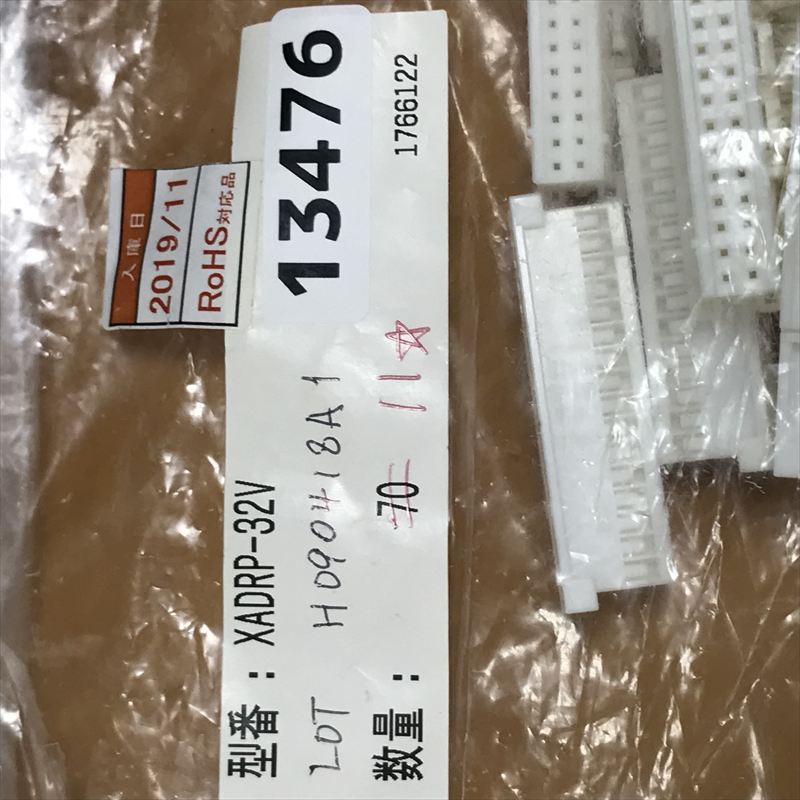 入庫日
2019/11
RoHS対応品
13476
1766122
型番：XADRP-32V
LOT H090418A1
数量：70 11☆